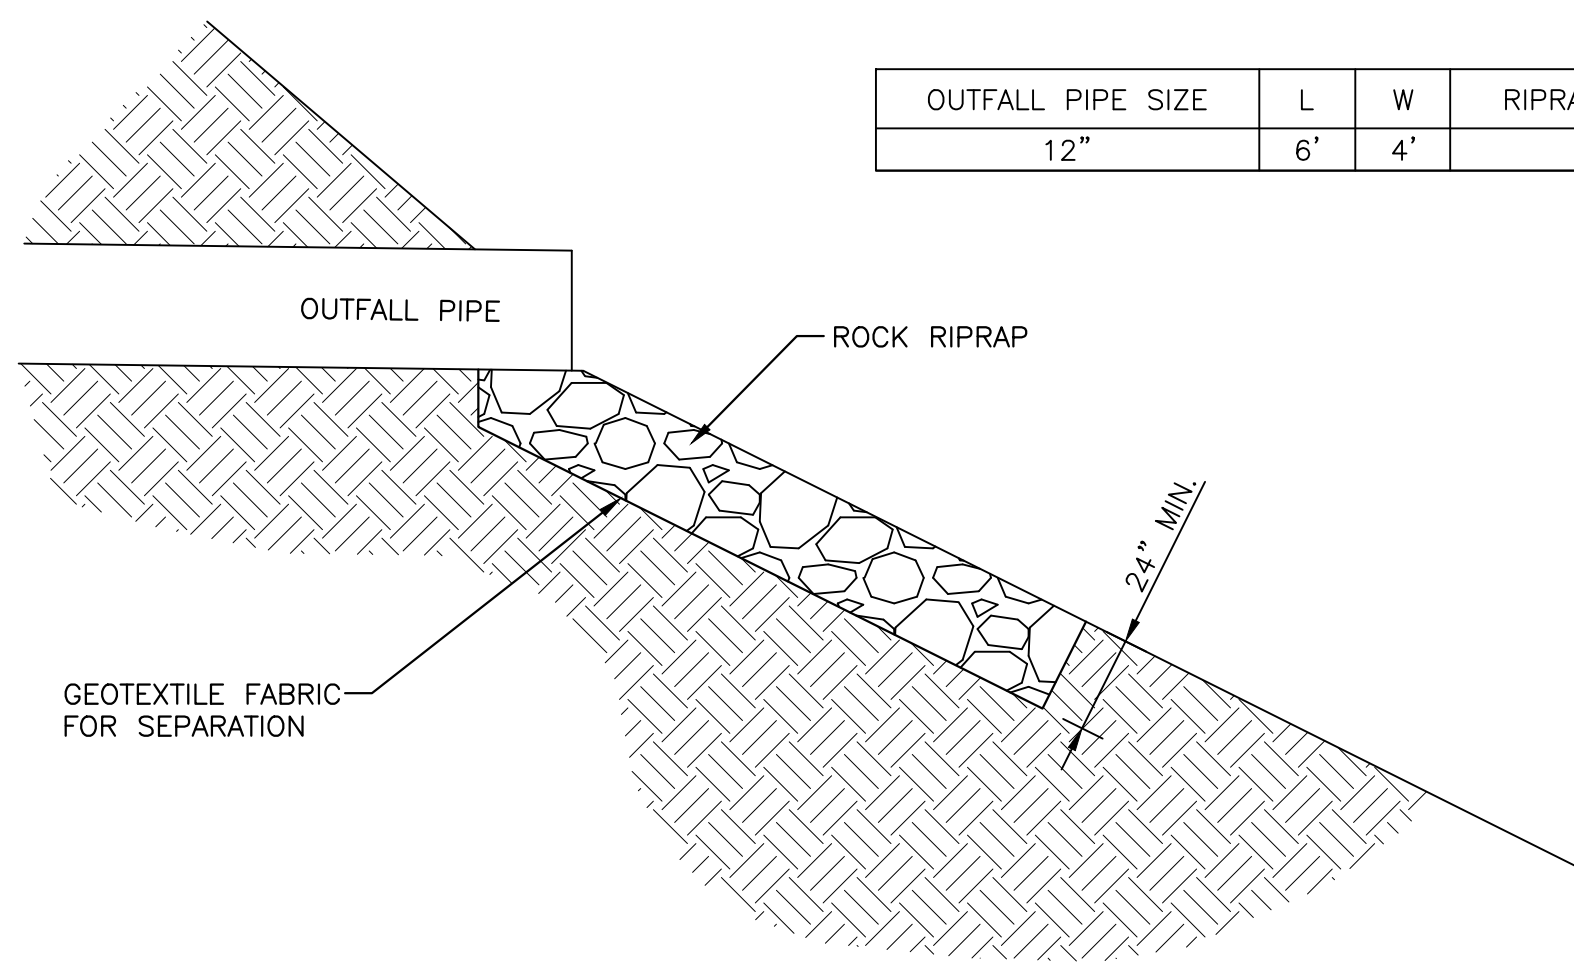 OUTFALL PIPE SIZE L W
12” 6’ 4’
OUTFALL PIPE
ROCK RIPRAP
24” MIN.
GEOTEXTILE FABRIC
FOR SEPARATION